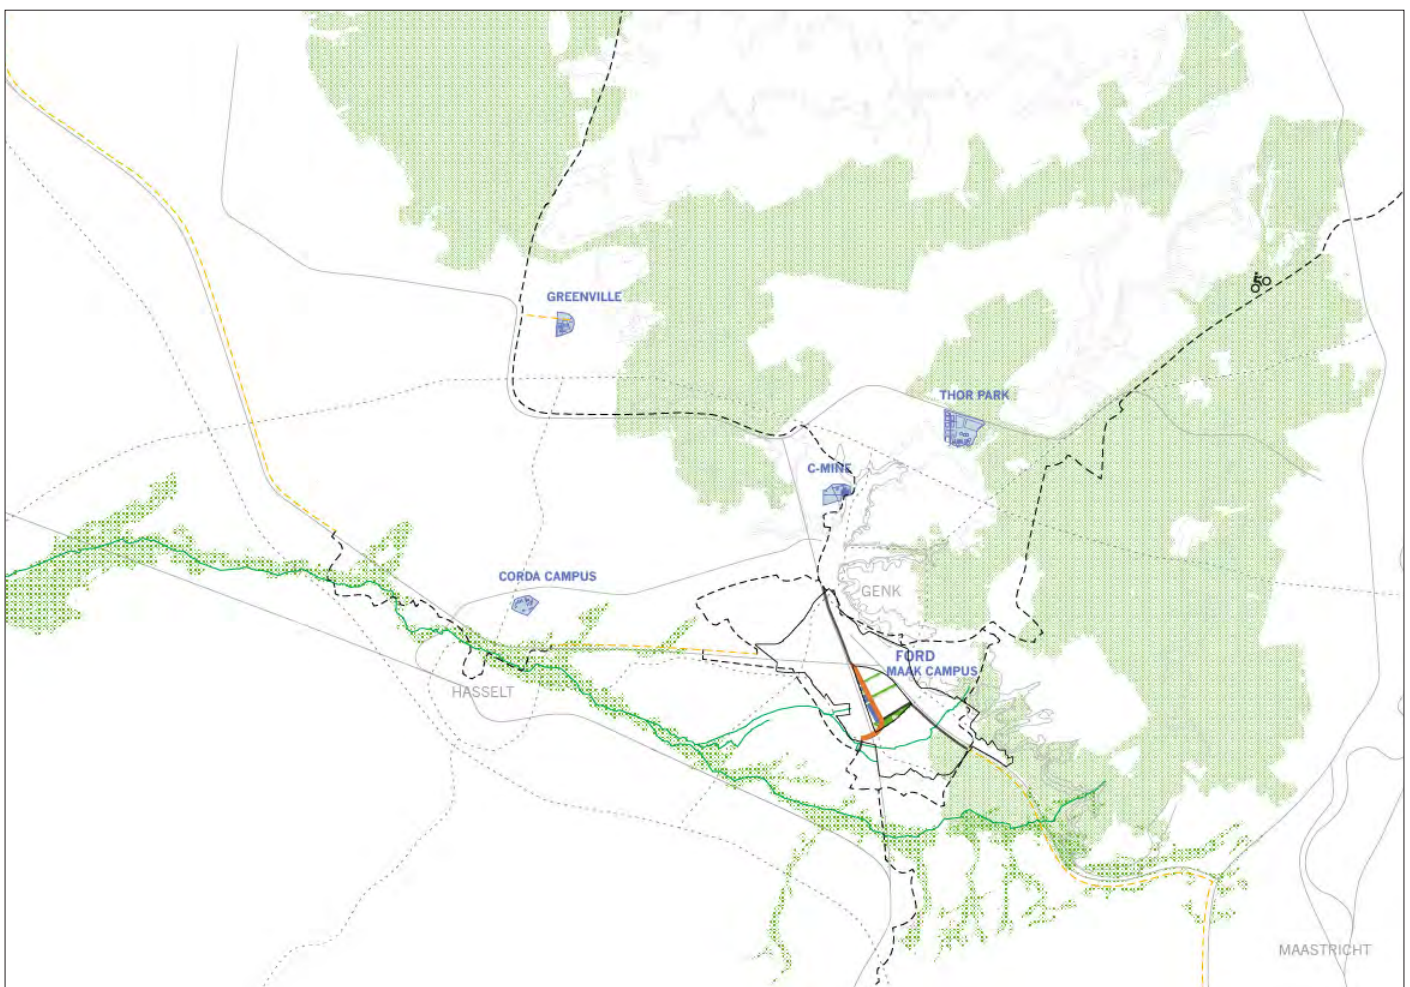 GREENVILLE
THOR PARK
C-MINE
CORDA CAMPUS
GENK
FORD
MAAK CAMPUS
HASSELT
MAASTRICHT